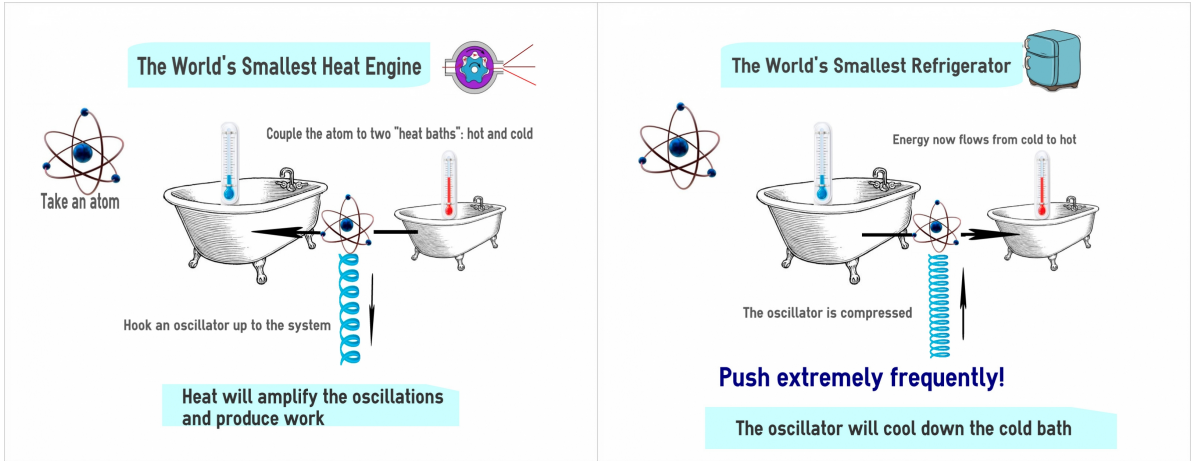 The World's Smallest Heat Engine
Couple the atom to two "heat baths": hot and cold
Take an atom
Hook an oscillator up to the system
Heat will amplify the oscillations
and produce work
The World's Smallest Refrigerator
Energy now flows from cold to hot
The oscillator is compressed
Push extremely frequently!
The oscillator will cool down the cold bath